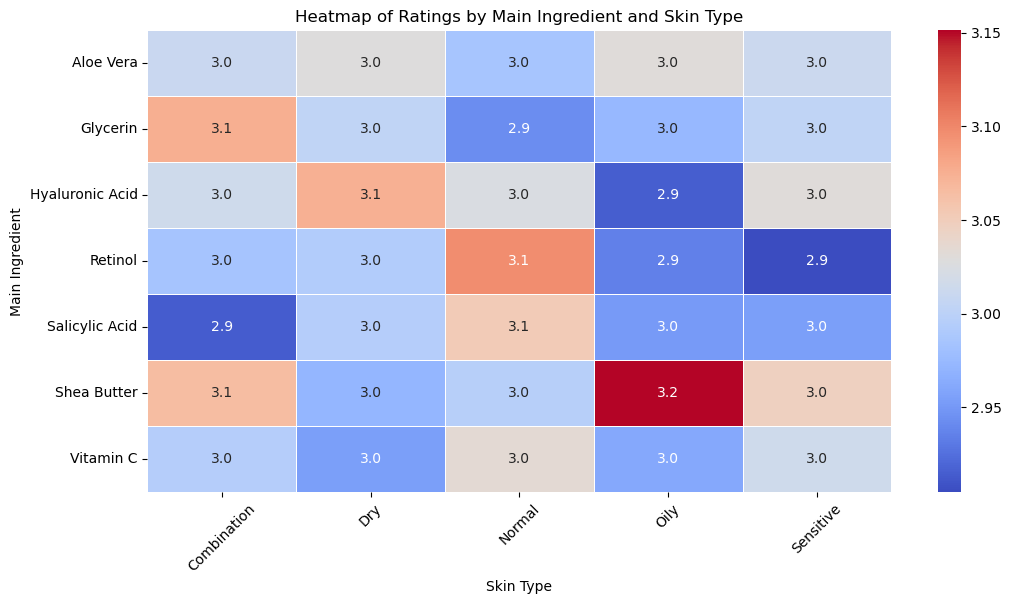 Heatmap of Ratings by Main Ingredient and Skin Type
Main Ingredient
Aloe Vera 3.0 3.0 3.0 3.0 3.0
Glycerin 3.1 3.0 2.9 3.0 3.0
Hyaluronic Acid 3.0 3.1 3.0 2.9 3.0
Retinol 3.0 3.0 3.1 2.9 2.9
Salicylic Acid 2.9 3.0 3.1 3.0 3.0
Shea Butter 3.1 3.0 3.0 3.2 3.0
Vitamin C 3.0 3.0 3.0 3.0 3.0
Combination Dry Normal Oily Sensitive
Skin Type
3.15
3.10
3.05
3.00
2.95